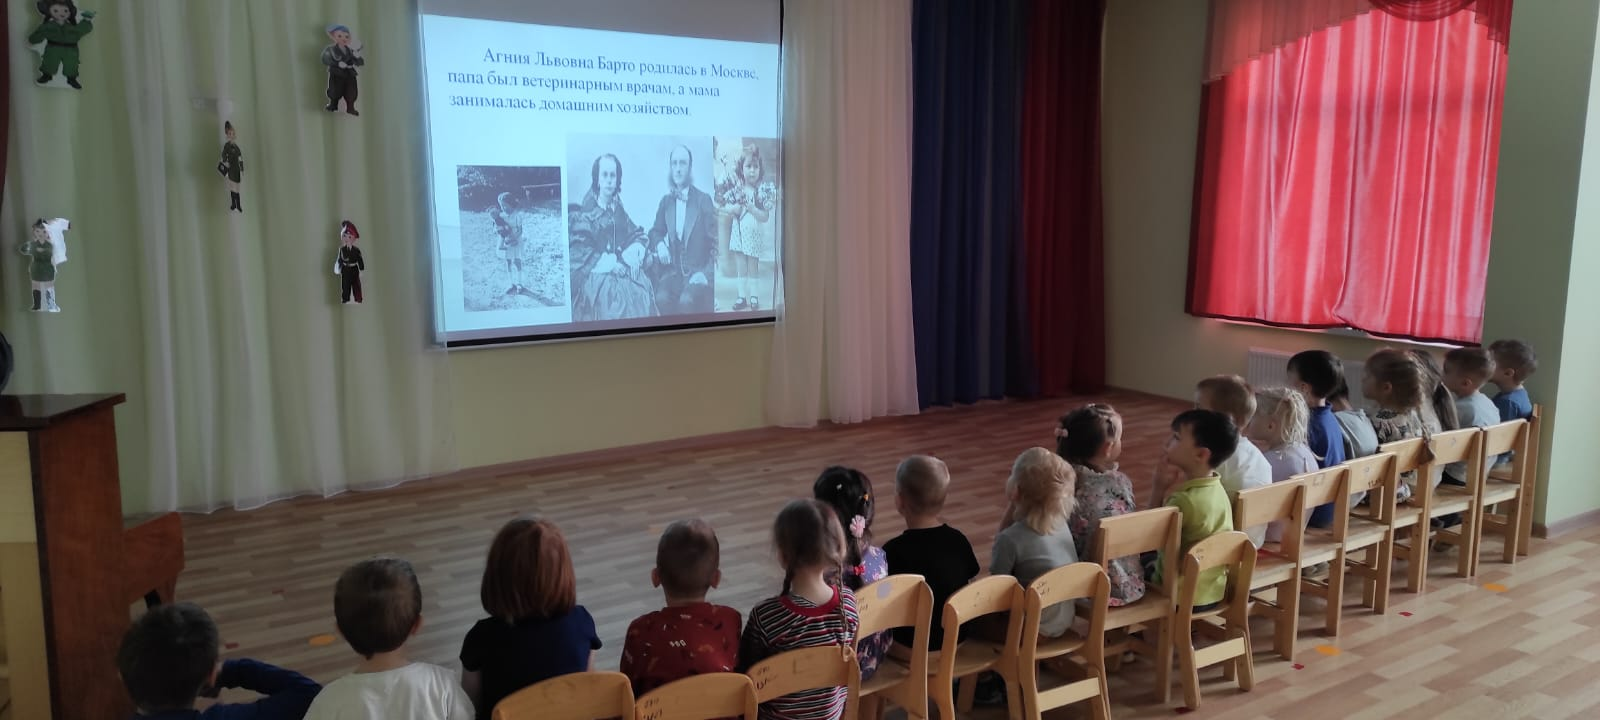 Агния Львовна Барто родилась в Москве,
папа был ветеринарным врачам, а мама
занималась домашним хозяйством.